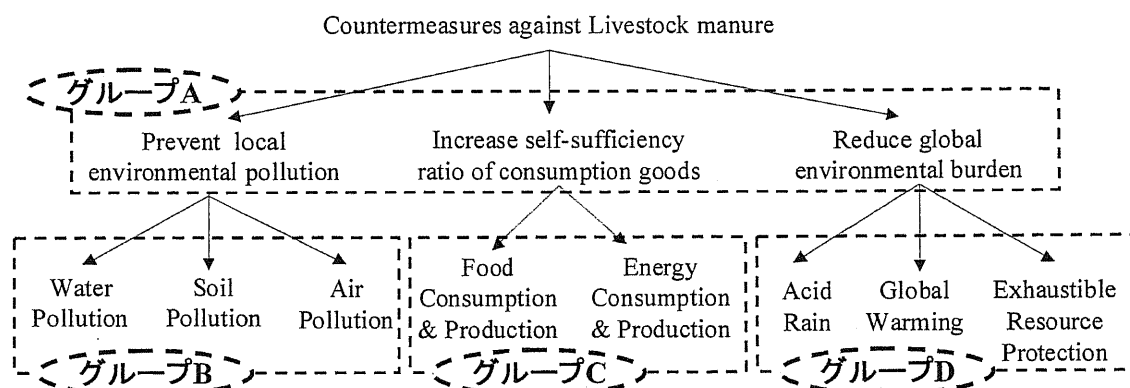 Countermeasures against Livestock manure
グループA
Prevent local
environmental pollution
Increase self-sufficiency
ratio of consumption goods
Reduce global
environmental burden
Water
Pollution
Soil
Pollution
Air
Pollution
Food
Consumption
& Production
Energy
Consumption
& Production
Acid
Rain
Global
Warming
Exhaustible
Resource
Protection
グループB
グループC
グループD